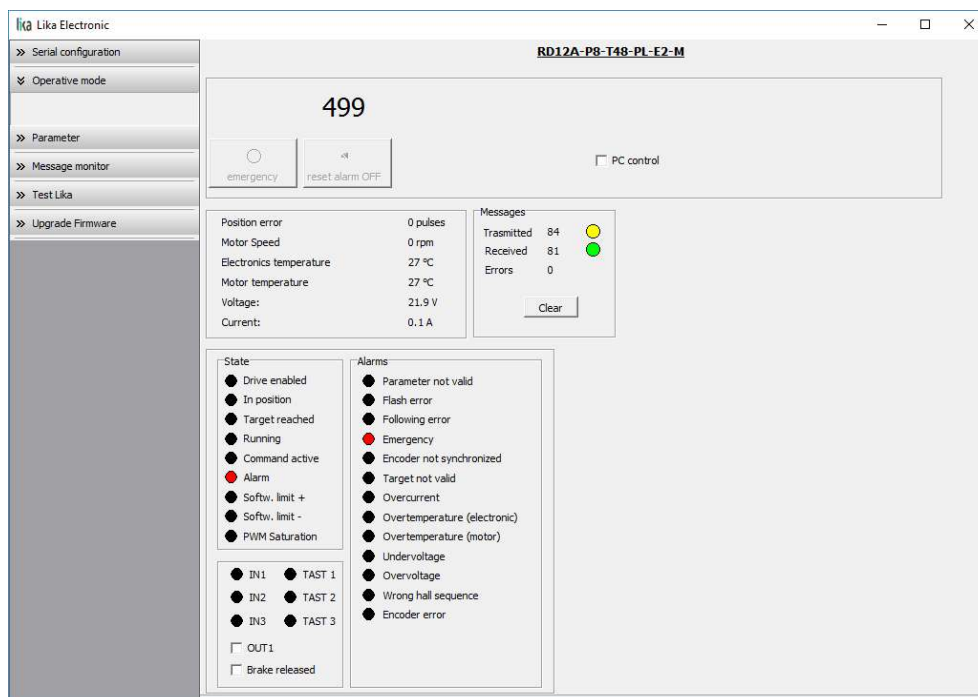 lika Lika Electronic
Serial configuration
Operative mode
Parameter
Message monitor
Test Lika
Upgrade Firmware
RD12A-P8-T48-PL-E2-M
499
emergency
reset alarm OFF
PC control
Position error 0 pulses
Motor Speed 0 rpm
Electronics temperature 27 ºC
Motor temperature 27 ºC
Voltage: 21.9 V
Current: 0.1 A
Messages
Trasmitted 84
Received 81
Errors 0
Clear
State
Drive enabled
In position
Target reached
Running
Command active
Alarm
Softw. limit +
Softw. limit -
PWM Saturation
IN1 TAST 1
IN2 TAST 2
IN3 TAST 3
OUT1
Brake released
Alarms
Parameter not valid
Flash error
Following error
Emergency
Encoder not synchronized
Target not valid
Overcurrent
Overtemperature (electronic)
Overtemperature (motor)
Undervoltage
Overvoltage
Wrong hall sequence
Encoder error